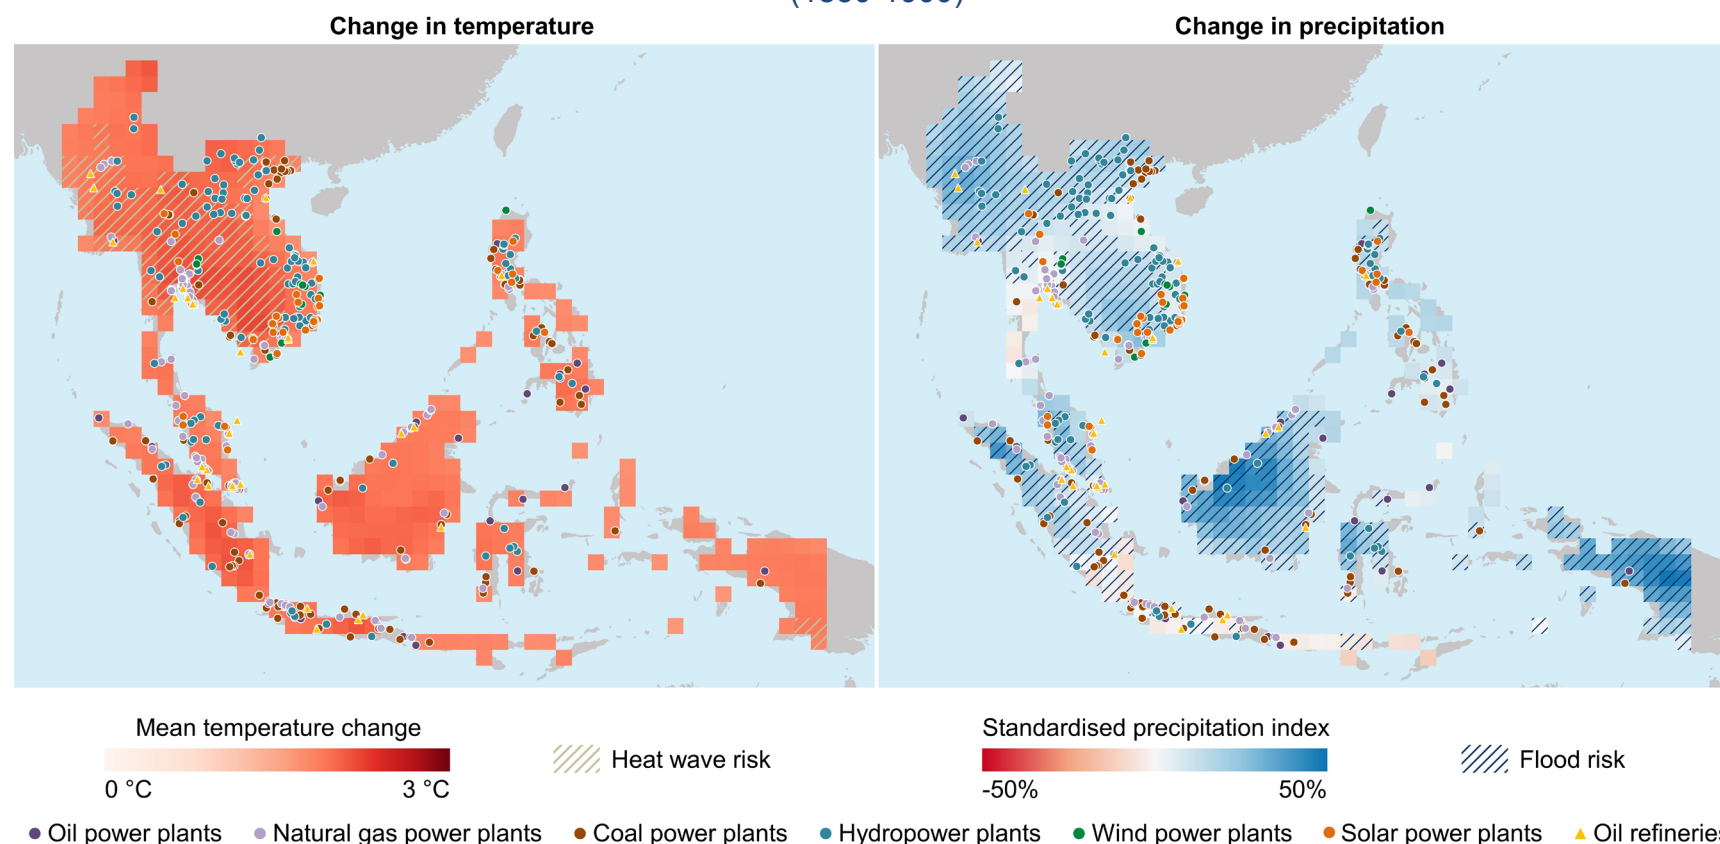 Change in temperature
Change in precipitation
Mean temperature change
0 °C
3 °C
Heat wave risk
Standardised precipitation index
-50%
50%
Flood risk
Oil power plants
Natural gas power plants
Coal power plants
Hydropower plants
Wind power plants
Solar power plants
Oil